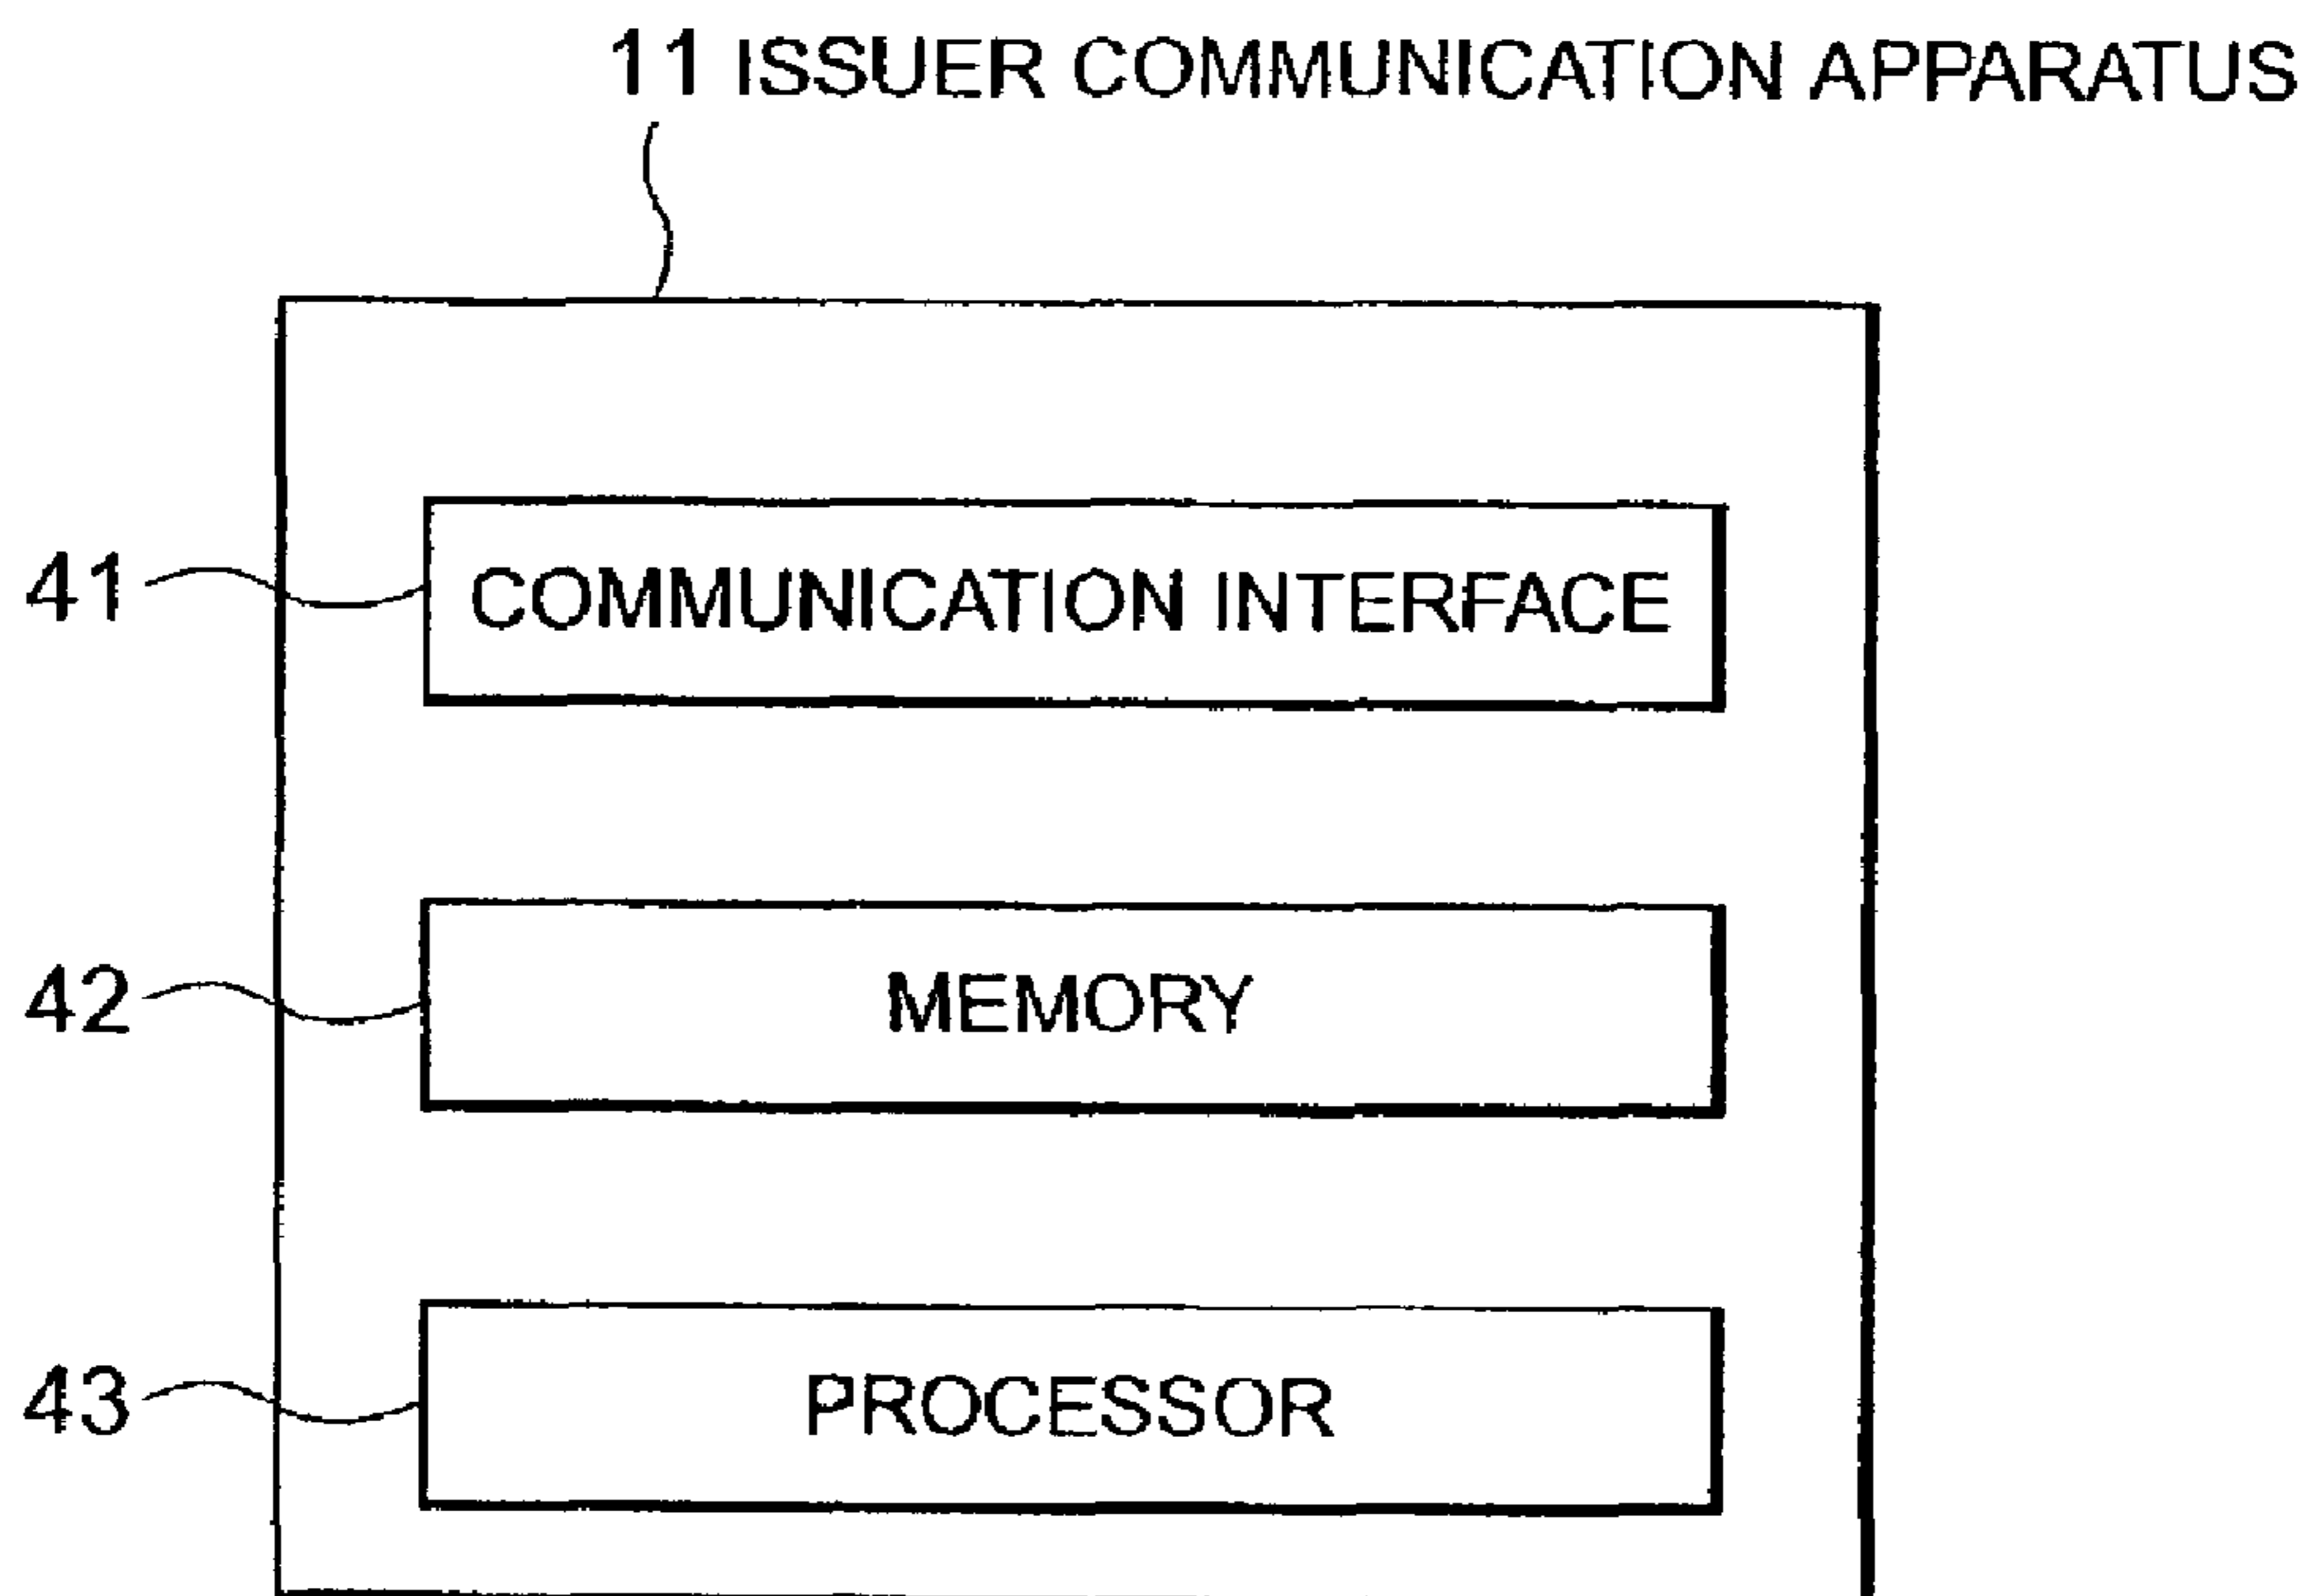 11 ISSUER COMMUNICATION APPARATUS
41 COMMUNICATION INTERFACE
42 MEMORY
43 PROCESSOR